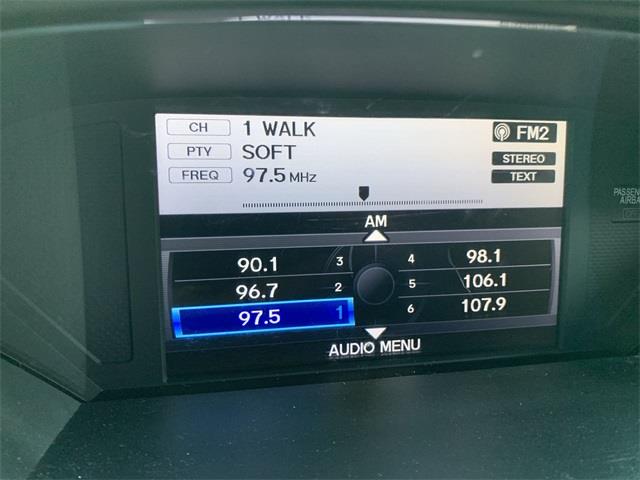 CH 1 WALK FM2
PTY SOFT STEREO
FREQ 97.5 MHz TEXT
AM
90.1 3 4 98.1
96.7 2 5 106.1
97.5 1 6 107.9
AUDIO MENU